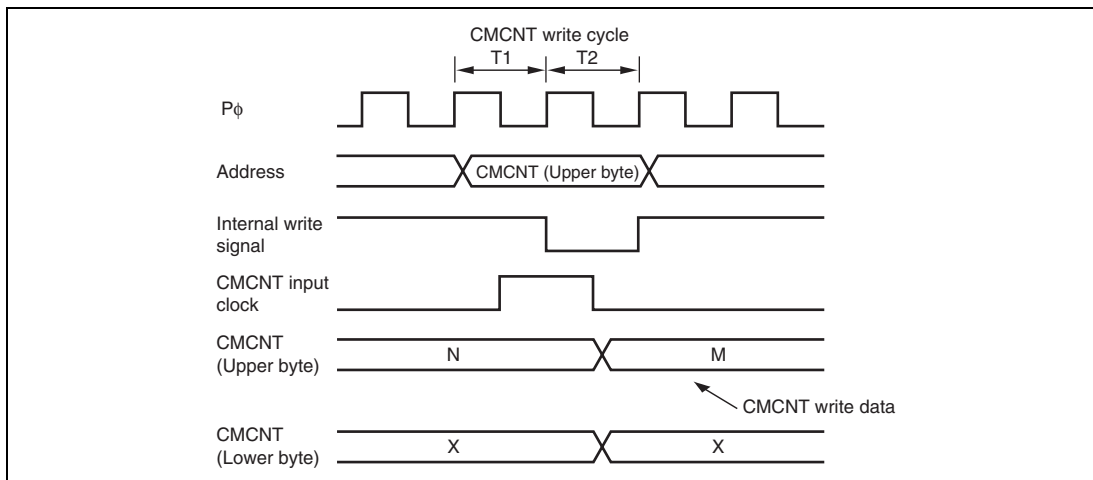 CMCNT write cycle
T1 T2
Pϕ
Address
CMCNT (Upper byte)
Internal write
signal
CMCNT input
clock
CMCNT
(Upper byte)
N M
CMCNT write data
CMCNT
(Lower byte)
X X